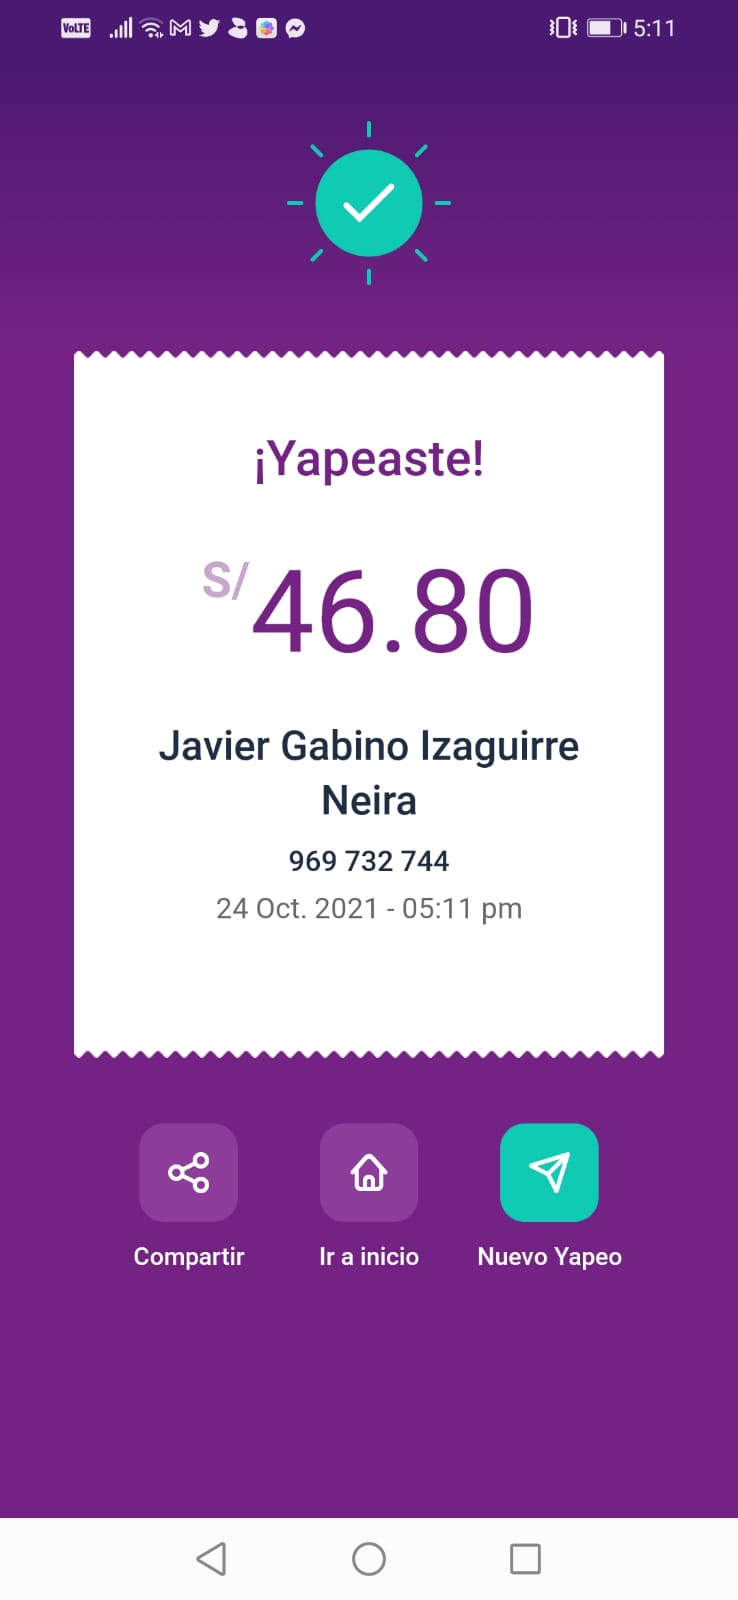 VoLTE 5:11
¡Yapeaste!
S/46.80
Javier Gabino Izaguirre
Neira
969 732 744
24 Oct. 2021 - 05:11 pm
Compartir Ir a inicio Nuevo Yapeo